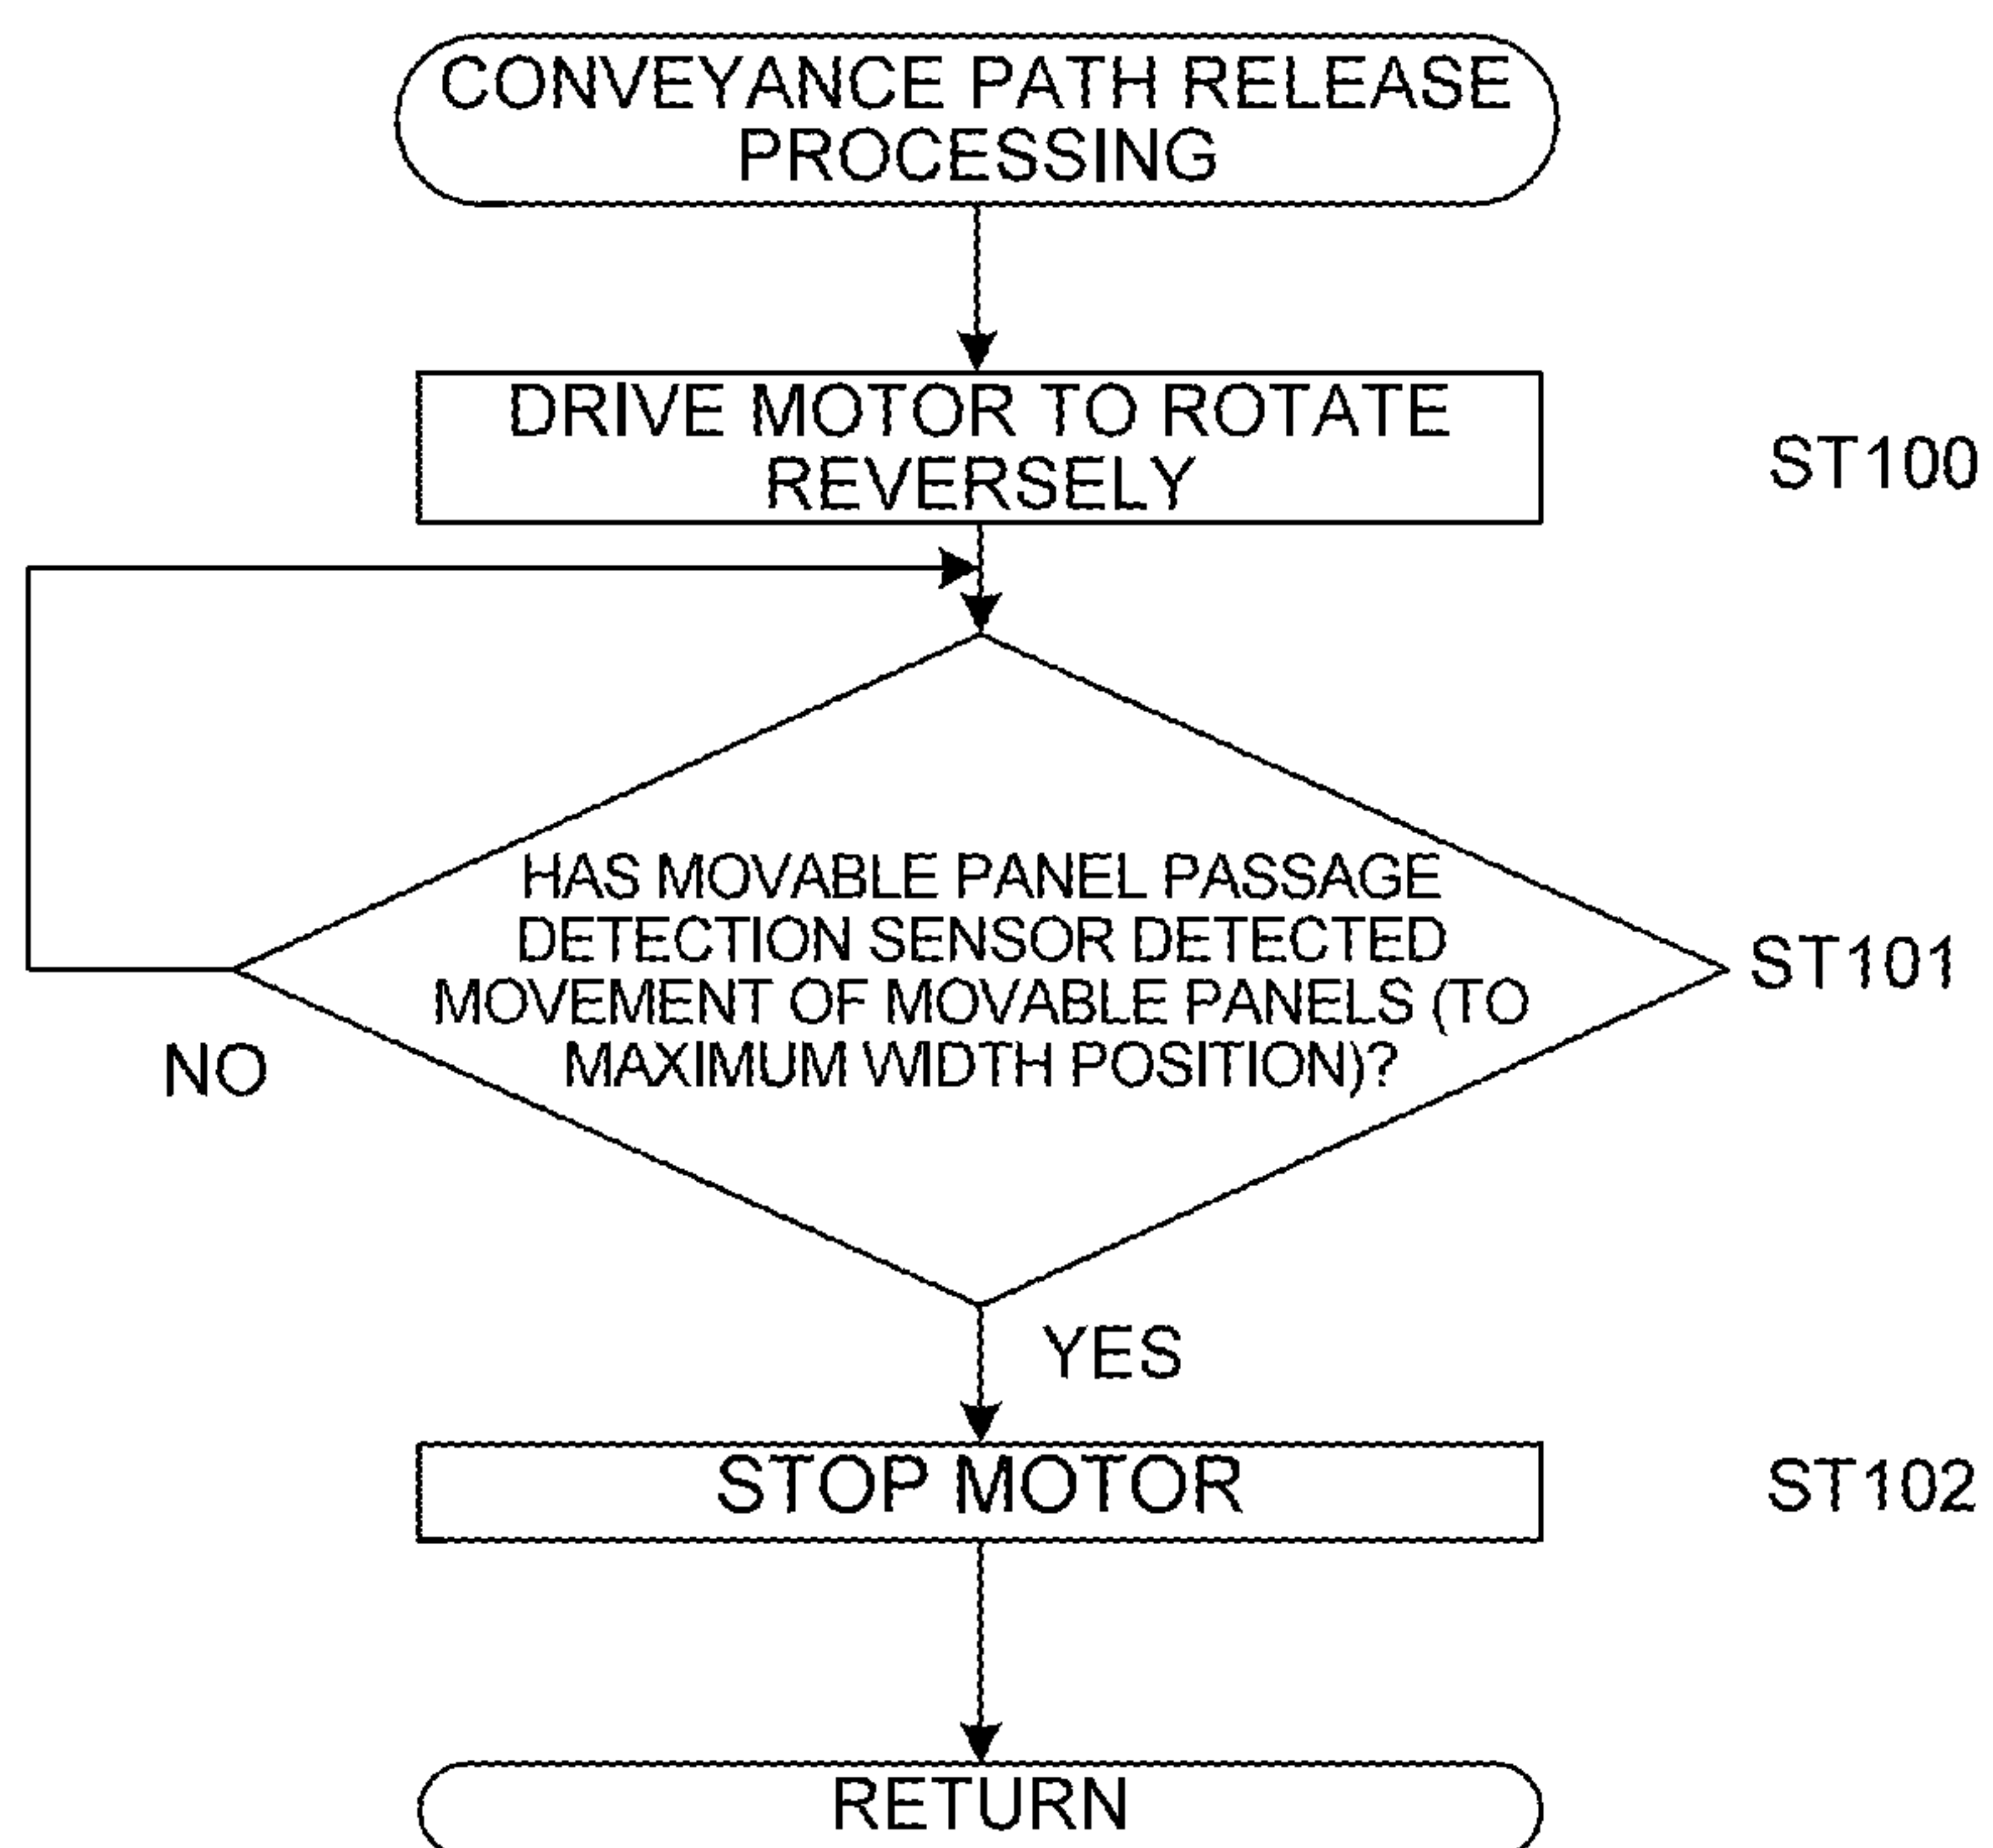 CONVEYANCE PATH RELEASE
PROCESSING
DRIVE MOTOR TO ROTATE
REVERSELY
ST100
HAS MOVABLE PANEL PASSAGE
DETECTION SENSOR DETECTED
MOVEMENT OF MOVABLE PANELS (TO
MAXIMUM WIDTH POSITION)?
ST101
NO
YES
STOP MOTOR
ST102
RETURN